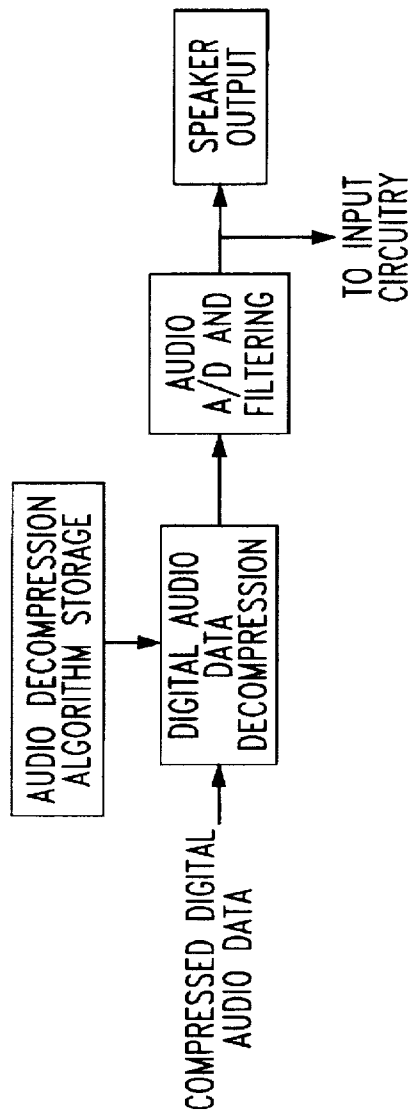 COMPRESSED DIGITAL
AUDIO DATA
AUDIO DECOMPRESSION
ALGORITHM STORAGE
DIGITAL AUDIO
DATA
DECOMPRESSION
AUDIO
A/D AND
FILTERING
TO INPUT
CIRCUITRY
SPEAKER
OUTPUT